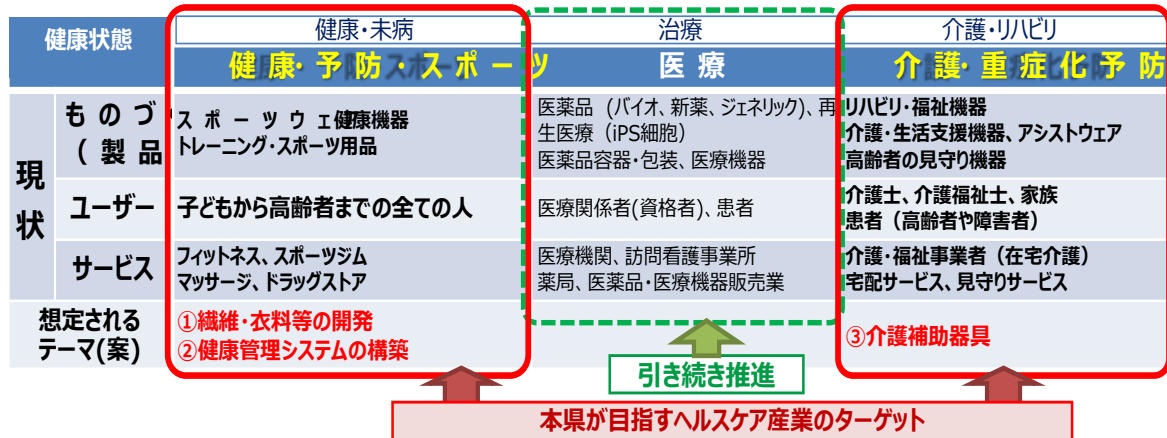 健康状態
健康・未病
治療
介護・リハビリ
健康・予防・スポーツ
医療
介護・重症化予防
現状
ものづ
(製品
スポーツウェ健康機器
トレーニング・スポーツ用品
医薬品 (バイオ、新薬、ジェネリック)、再
生医療 (iPS細胞)
医薬品容器・包装、医療機器
リハビリ・福祉機器
介護・生活支援機器、アシストウェア
高齢者の見守り機器
ユーザー
子どもから高齢者までの全ての人
医療関係者(資格者)、患者
介護士、介護福祉士、家族
患者（高齢者や障害者）
サービス
フィットネス、スポーツジム
マッサージ、ドラッグストア
医療機関、訪問看護事業所
薬局、医薬品・医療機器販売業
介護・福祉事業者（在宅介護）
宅配サービス、見守りサービス
想定される
テーマ(案)
①繊維・衣料等の開発
②健康管理システムの構築
③介護補助器具
引き続き推進
本県が目指すヘルスケア産業のターゲット